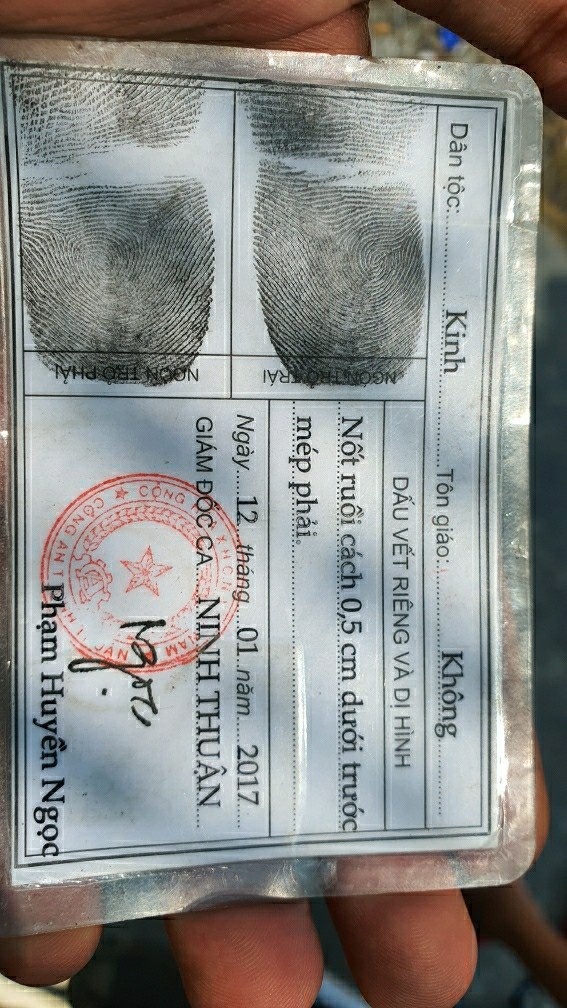 Dân tộc: Kinh Tôn giáo: Không
DẤU VẾT RIÊNG VÀ DỊ HÌNH
Nốt ruồi cách 0,5 cm dưới trước
mép phải.
NGÓN TRỎ TRÁI
NGÓN TRỎ PHẢI
Ngày 12 tháng 01 năm 2017
GIÁM ĐỐC CA NINH THUẬN
Ngọc
Phạm Huyền Ngọc